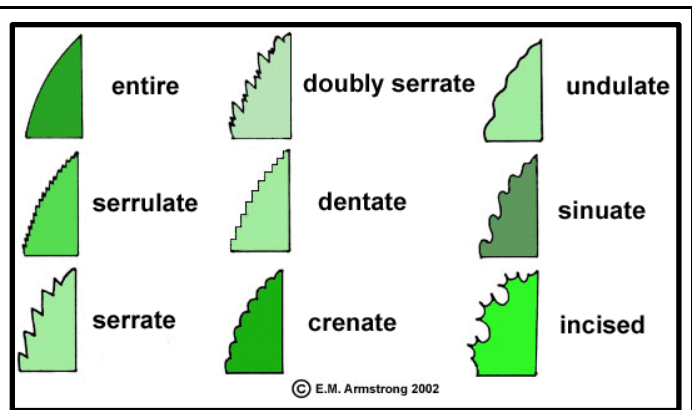 entire
doubly serrate
undulate
serrulate
dentate
sinuate
serrate
crenate
incised
© E.M. Armstrong 2002